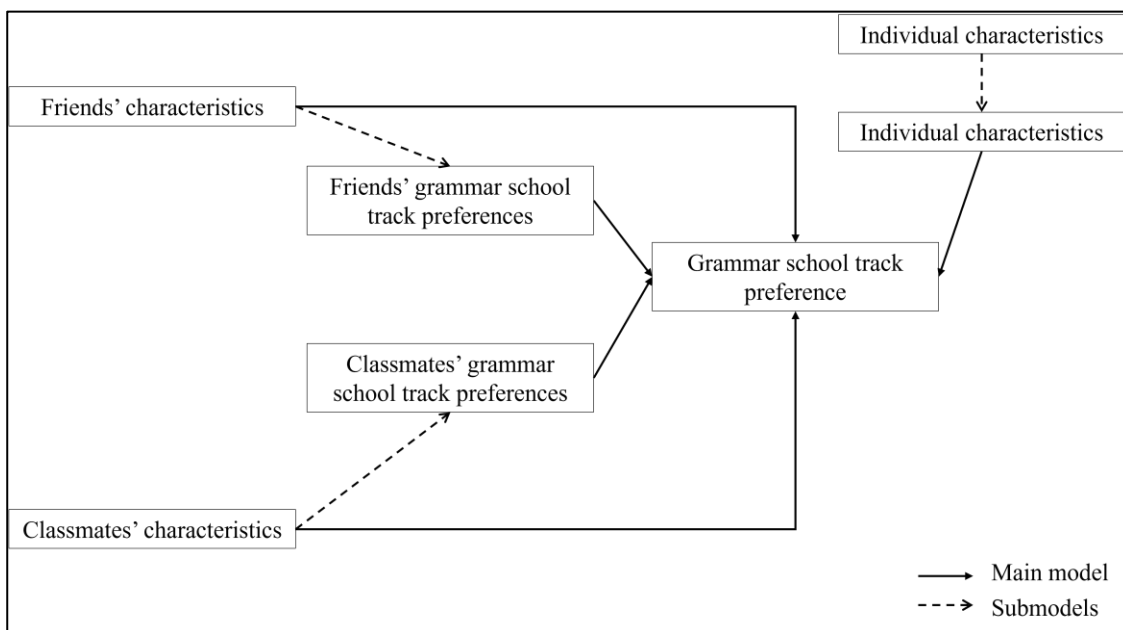 Individual characteristics
Friends’ characteristics
Individual characteristics
Friends’ grammar school
track preferences
Grammar school track
preference
Classmates’ grammar
school track preferences
Classmates’ characteristics
Main model
Submodels